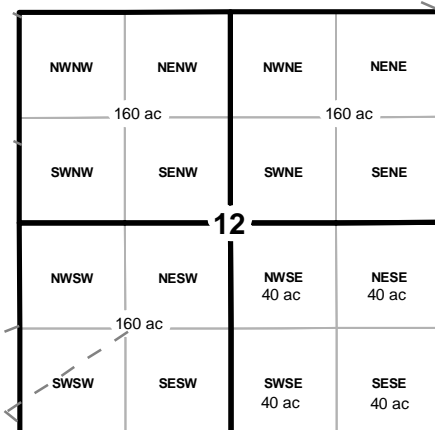 NWNW NENW NWNE NENE
160 ac 160 ac
SWNW SENW SWNE SENE
12
NWSW NESW NWSE NESE
40 ac 40 ac
160 ac
SWSW SESW SWSE SESE
40 ac 40 ac